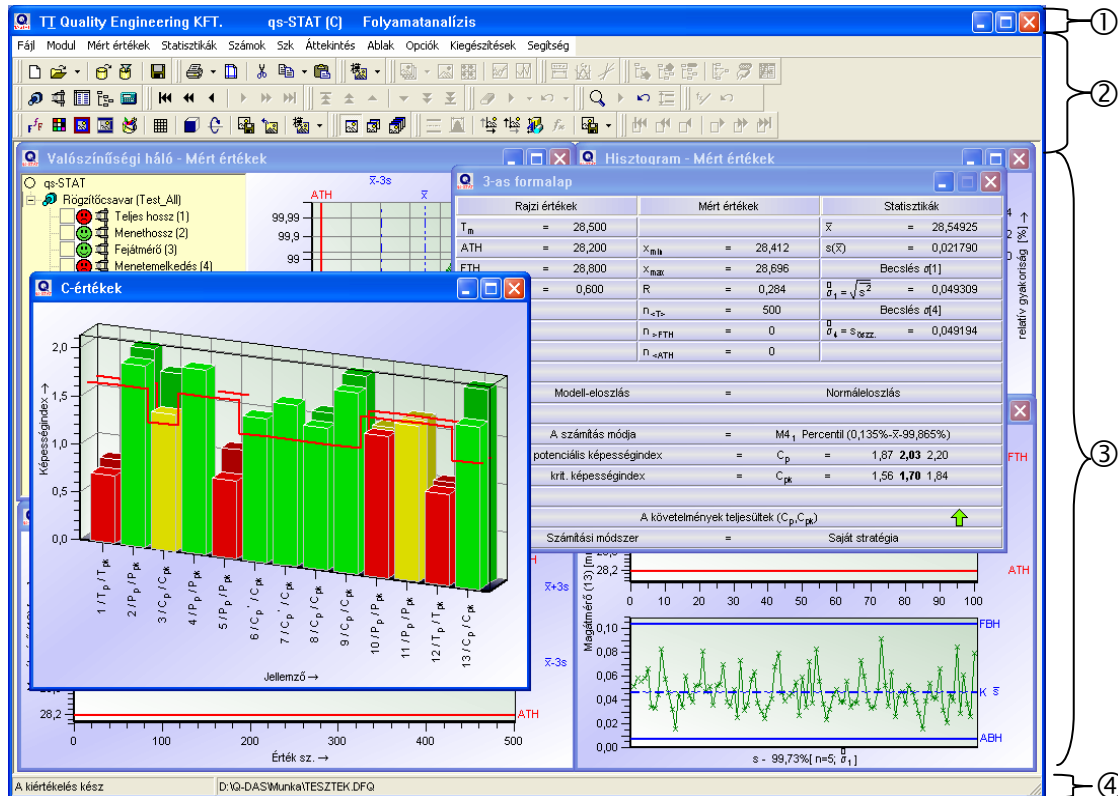 TT Quality Engineering KFT. qs-STAT (C) Folyamatanalízis
①
Fájl Modul Mért értékek Statisztikák Számok Szk Áttekintés Ablak Opciók Kiegészítések Segítség
②
Valószínűségi háló - Mért értékek
qs-STAT
Rögzítőcsavar (Test_All)
Teljes hossz (1)
Menethossz (2)
Fejátmérő (3)
Menetemelkedés (4)
ATH
x̅-3s
x̅
99,99
99,9
99
Hisztogram - Mért értékek
relatív gyakoriság [%] →
3-as formalap
Rajzi értékek Mért értékek Statisztikák
Tm = 28,500 x̅ = 28,54925
ATH = 28,200 xmin = 28,412 s(x̅) = 0,021790
FTH = 28,800 xmax = 28,696 Becslés σ[1]
= 0,600 R = 0,284 σ1 = √s² = 0,049309
n<T> = 500 Becslés σ[4]
n>FTH = 0 σ4 = sössz. = 0,049194
n<ATH = 0
Modell-eloszlás = Normáleloszlás
A számítás módja = M4 1 Percentil (0,135%-x̅-99,865%)
potenciális képességindex = Cp = 1,87 2,03 2,20
krit. képességindex = Cpk = 1,56 1,70 1,84
A követelmények teljesültek (Cp,Cpk)
Számítási módszer = Saját stratégia
③
C-értékek
Képességindex →
2,0
1,5
1,0
0,5
0,0
1 / Tp / Tpk
2 / Pp / Ppk
3 / Cp / Cpk
4 / Pp / Ppk
5 / Pp / Ppk
6 / Cp' / Cpk
7 / Cp' / Cpk
8 / Cp / Cpk
9 / Cp / Cpk
10 / Pp / Ppk
11 / Pp / Ppk
12 / Tp / Tpk
13 / Cp / Cpk
Jellemző →
x̅+3s
x̅-3s
28,2
ATH
0 100 200 300 400 500
Érték sz. →
FTH
28,2
ATH
0 10 20 30 40 50 60 70 80 90 100
Magátmérő (13) [m
0,10
0,08
0,06
0,04
0,02
0,00
FBH
K s̅
ABH
s - 99,73%[ n=5; σ1]
A kiértékelés kész D:\Q-DAS\Munka\TESZTEK.DFQ
④